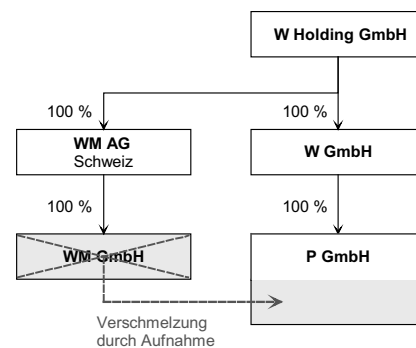 W Holding GmbH
100 %
100 %
WM AG
Schweiz
W GmbH
100 %
100 %
WM GmbH
P GmbH
Verschmelzung
durch Aufnahme